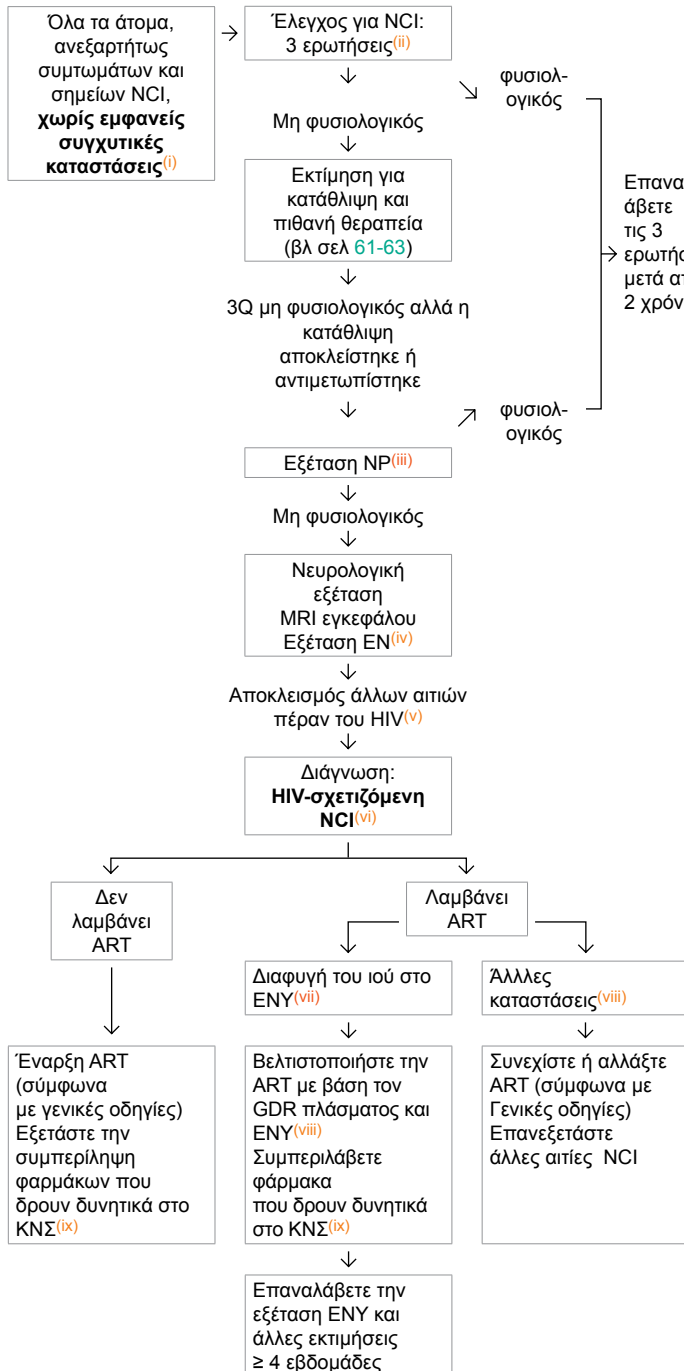 Όλα τα άτομα,
ανεξαρτήτως
συμτωμάτων και
σημείων NCI,
χωρίς εμφανείς
συγχυτικές
καταστάσεις(i)
Έλεγχος για NCI:
3 ερωτήσεις(ii)
φυσιολ-
ογικός
Μη φυσιολογικός
Εκτίμηση για
κατάθλιψη και
πιθανή θεραπεία
(βλ σελ 61-63)
άβετε
τις 3
μετά
2
3Q μη φυσιολογικός αλλά η
κατάθλιψη
αποκλείστηκε ή
αντιμετωπίστηκε
φυσιολ-
ογικός
Εξέταση NP(iii)
Μη φυσιολογικός
Νευρολογική
εξέταση
MRI εγκεφάλου
Εξέταση ΕΝ(iv)
Αποκλεισμός άλλων αιτιών
πέραν του HIV(v)
Διάγνωση:
HIV-σχετιζόμενη
NCI(vi)
Δεν
λαμβάνει
ART
Λαμβάνει
ART
Διαφυγή του ιού στο
ΕΝΥ(vii)
Άλλλες
καταστάσεις(viii)
Έναρξη ART
(σύμφωνα
με γενικές οδηγίες)
Εξετάστε την
συμπερίληψη
φαρμάκων που
δρουν δυνητικά στο
ΚΝΣ(ix)
Βελτιστοποιήστε την
ART με βάση τον
GDR πλάσματος και
ΕΝΥ(viii)
Συμπεριλάβετε
φάρμακα
που δρουν δυνητικά
στο ΚΝΣ(ix)
Συνεχίστε ή αλλάξτε
ART (σύμφωνα με
Γενικές οδηγίες)
Επανεξετάστε
άλλες αιτίες NCI
Επαναλάβετε την
εξέταση ΕΝΥ και
άλλες εκτιμήσεις
≥ 4 εβδομάδες